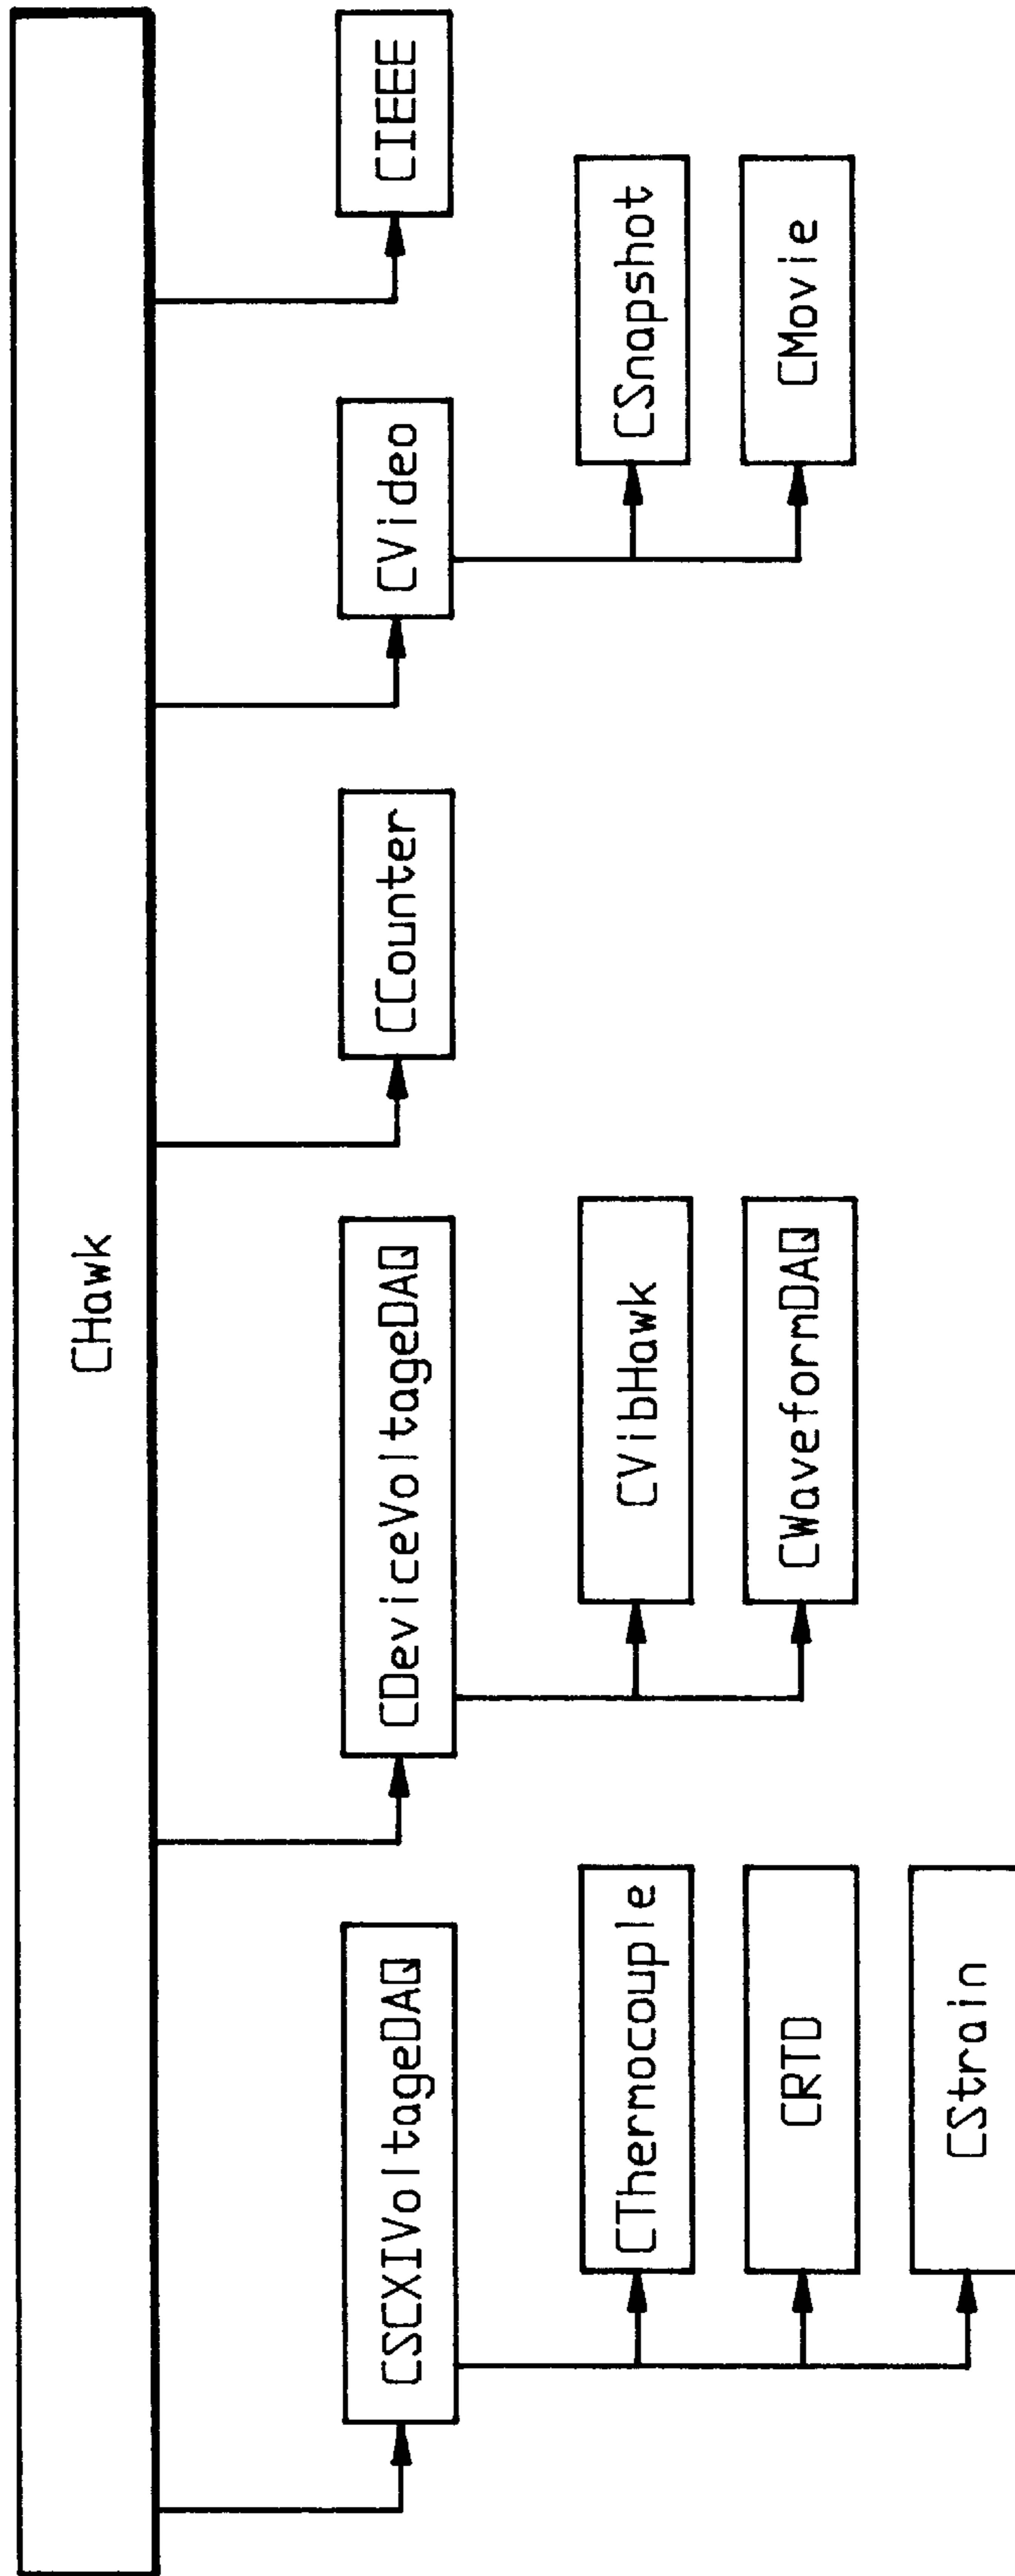 CHawk
CSCXIVoltageDAQ
CThermocouple
CRTD
CStrain
CDeviceVoltageDAQ
CVibHawk
CWaveformDAQ
CCounter
CVideo
CSnapshot
CMovie
CIEEE